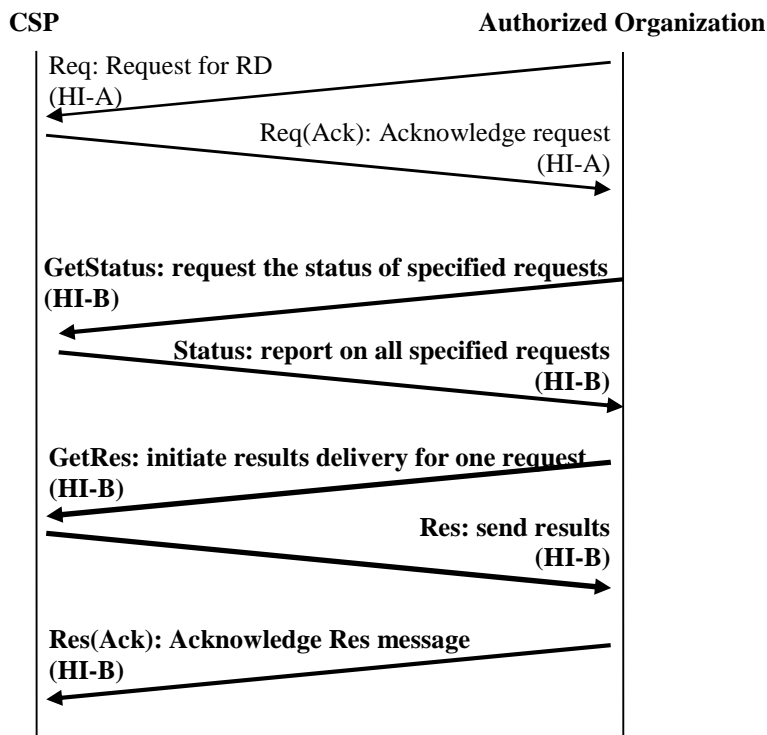 CSP
Authorized Organization
Req: Request for RD
(HI-A)
Req(Ack): Acknowledge request
(HI-A)
GetStatus: request the status of specified requests
(HI-B)
Status: report on all specified requests
(HI-B)
GetRes: initiate results delivery for one request
(HI-B)
Res: send results
(HI-B)
Res(Ack): Acknowledge Res message
(HI-B)